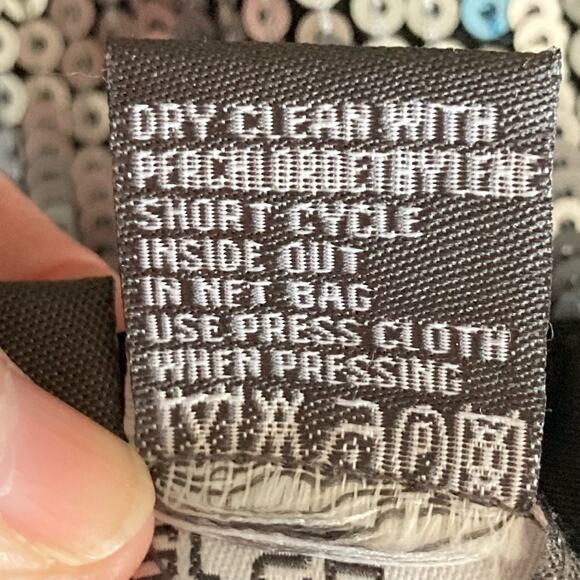 DRY CLEAN WITH
PERCHLOROETHYLENE
SHORT CYCLE
INSIDE OUT
IN NET BAG
USE PRESS CLOTH
WHEN PRESSING